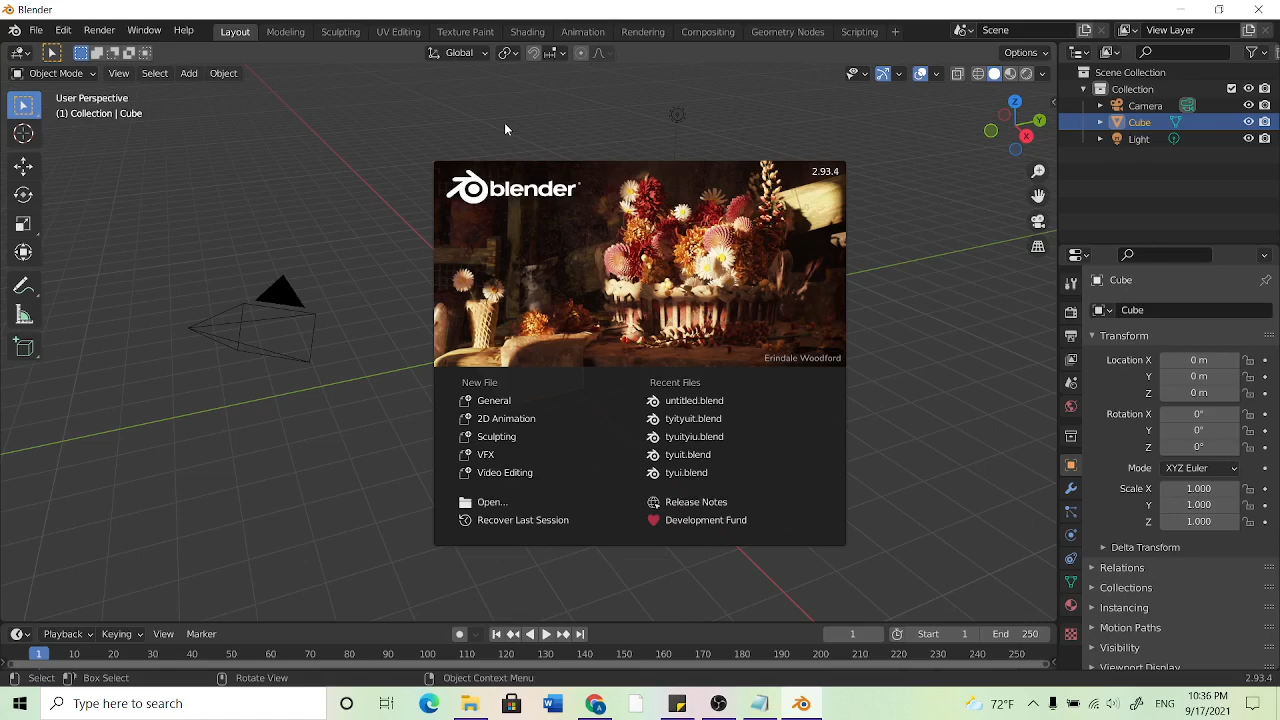 Blender
File Edit Render Window Help Layout Modeling Sculpting UV Editing Texture Paint Shading Animation Rendering Compositing Geometry Nodes Scripting + Scene View Layer
Global Options
Object Mode View Select Add Object
User Perspective
(1) Collection | Cube
Z
Y
X
Scene Collection
Collection
Camera
Cube
Light
blender
2.93.4
Erindale Woodford
New File Recent Files
General untitled.blend
2D Animation tyityuit.blend
Sculpting tyuityiu.blend
VFX tyuit.blend
Video Editing tyui.blend
Open... Release Notes
Recover Last Session Development Fund
Cube
Cube
Transform
Location X 0 m
Y 0 m
Z 0 m
Rotation X 0°
Y 0°
Z 0°
Mode XYZ Euler
Scale X 1.000
Y 1.000
Z 1.000
Delta Transform
Relations
Collections
Instancing
Motion Paths
Visibility
Viewport Display
Playback Keying View Marker 1 Start 1 End 250
1 10 20 30 40 50 60 70 80 90 100 110 120 130 140 150 160 170 180 190 200 210 220 230 240 250
Select Box Select Rotate View Object Context Menu 2.93.4
Type here to search 72°F 10:36 PM
9/17/2021